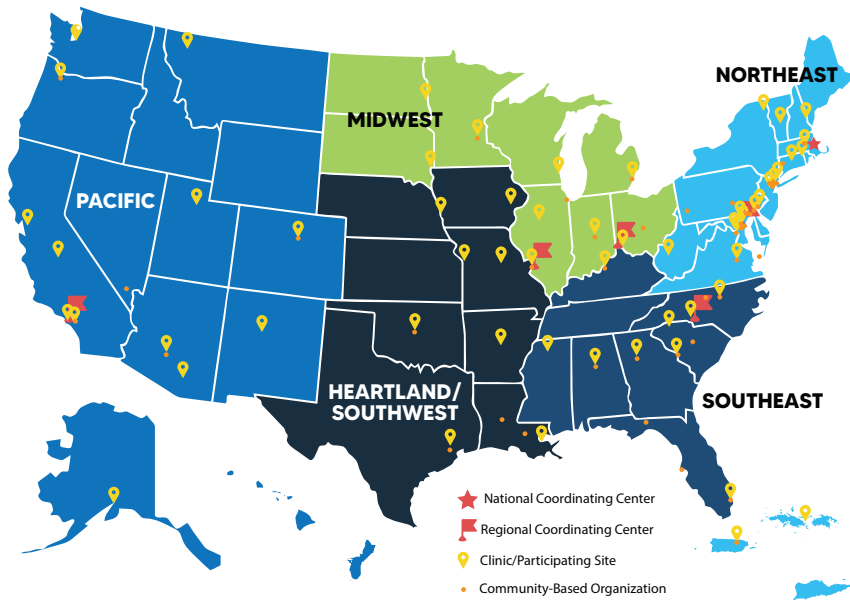 NORTHEAST
MIDWEST
PACIFIC
HEARTLAND/
SOUTHWEST
SOUTHEAST
National Coordinating Center
Regional Coordinating Center
Clinic/Participating Site
Community-Based Organization